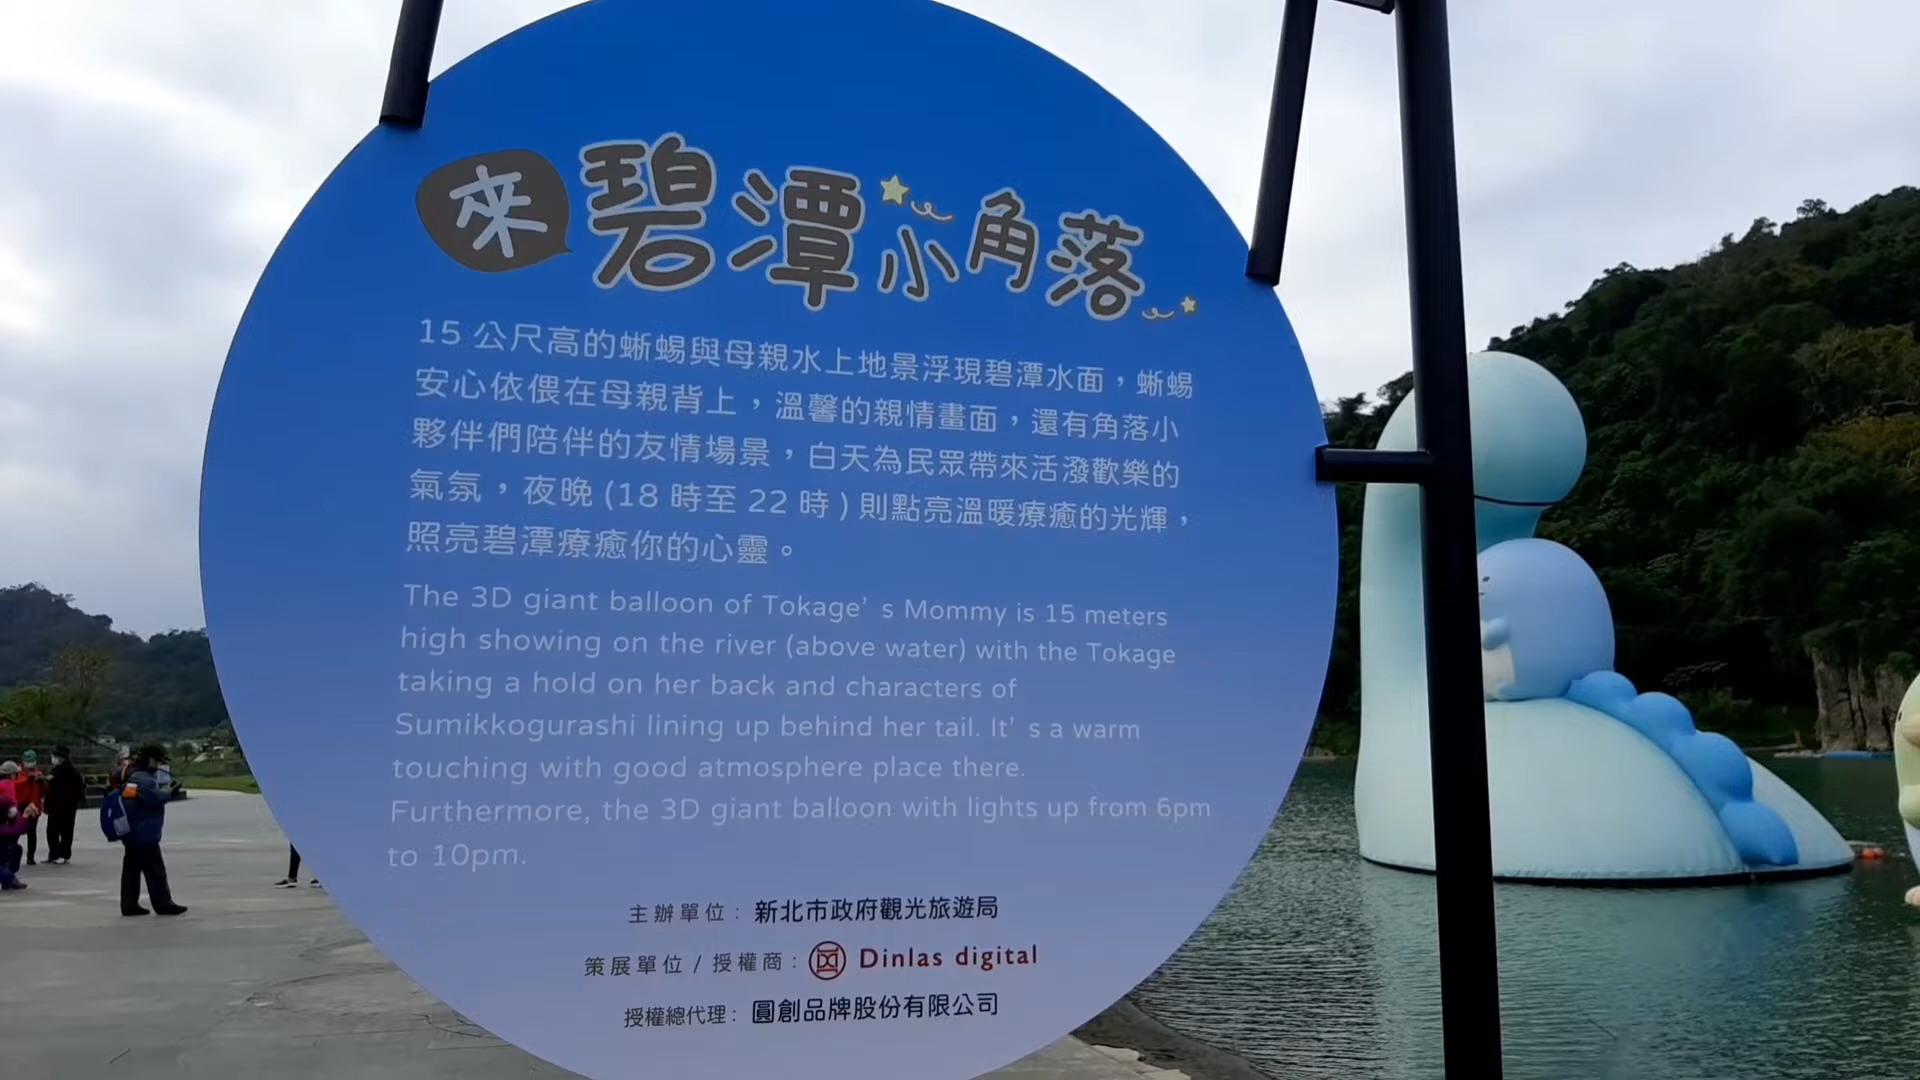 來碧潭小角落
15 公尺高的蜥蜴與母親水上地景浮現碧潭水面，蜥蜴
安心依偎在母親背上，溫馨的親情畫面，還有角落小
夥伴們陪伴的友情場景，白天為民眾帶來活潑歡樂的
氣氛，夜晚 (18 時至 22 時 ) 則點亮溫暖療癒的光輝，
照亮碧潭療癒你的心靈。
The 3D giant balloon of Tokage’ s Mommy is 15 meters
high showing on the river (above water) with the Tokage
taking a hold on her back and characters of
Sumikkogurashi lining up behind her tail. It’ s a warm
touching with good atmosphere place there.
Furthermore, the 3D giant balloon with lights up from 6pm
to 10pm.
主辦單位：新北市政府觀光旅遊局
策展單位 / 授權商：Dinlas digital
授權總代理：圓創品牌股份有限公司